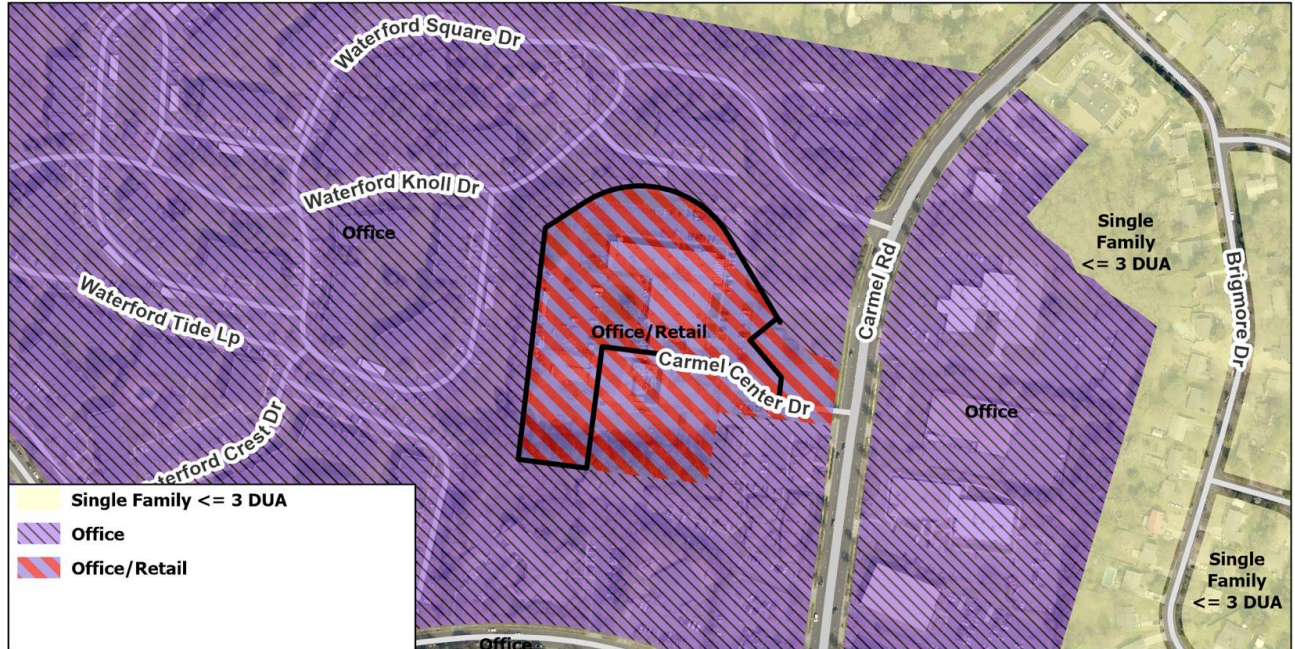 Waterford Square Dr
Waterford Knoll Dr
Office
Single
Family
<= 3 DUA
Carmel Rd
Brigmore Dr
Waterford Tide Lp
Office/Retail
Carmel Center Dr
Office
terford Crest Dr
Single Family <= 3 DUA
Office
Office/Retail
Single
Family
<= 3 DUA
Office